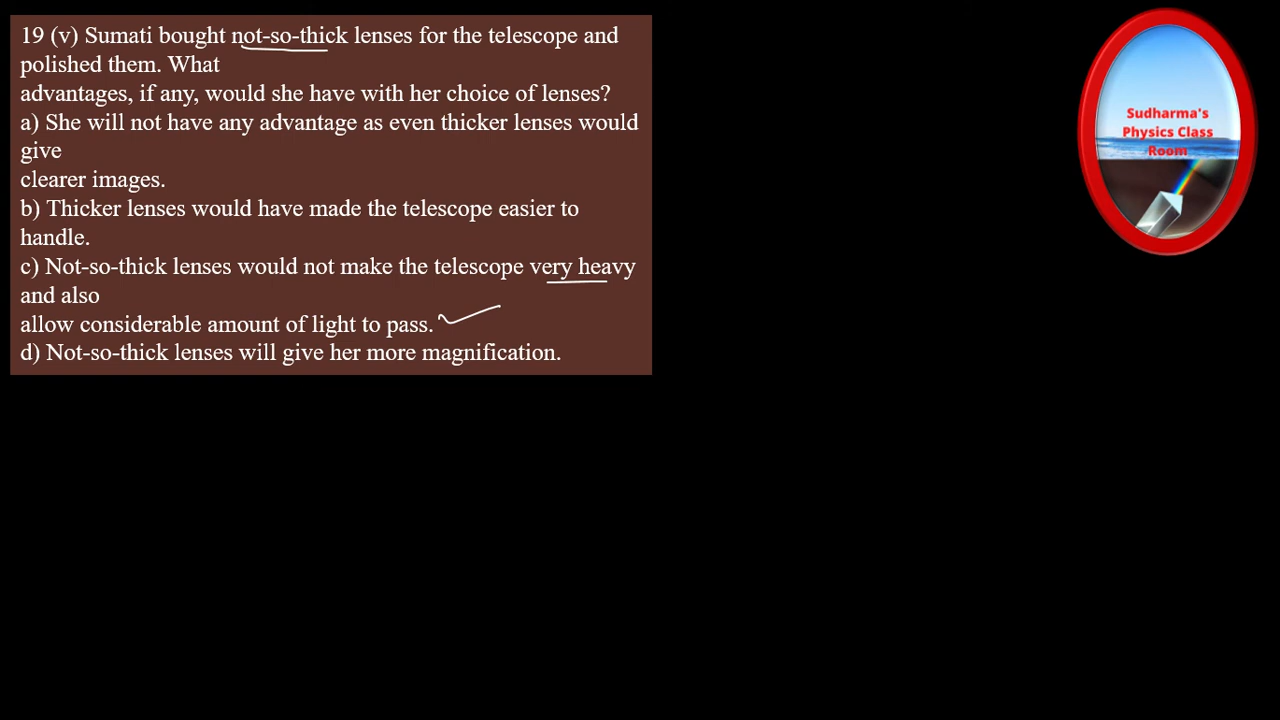 19 (v) Sumati bought not-so-thick lenses for the telescope and
polished them. What
advantages, if any, would she have with her choice of lenses?
a) She will not have any advantage as even thicker lenses would
give
clearer images.
b) Thicker lenses would have made the telescope easier to
handle.
c) Not-so-thick lenses would not make the telescope very heavy
and also
allow considerable amount of light to pass.
d) Not-so-thick lenses will give her more magnification.
Sudharma's
Physics Class
Room